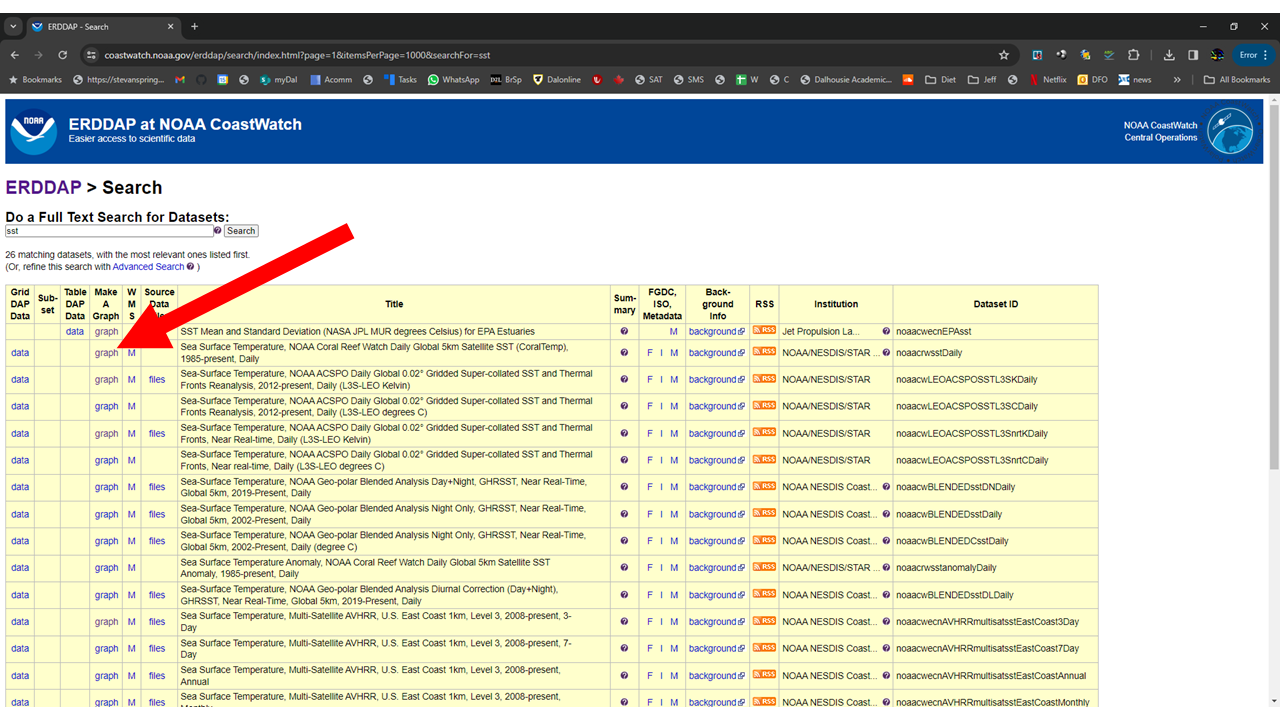 ERDDAP - Search
coastwatch.noaa.gov/erddap/search/index.html?page=1&itemsPerPage=1000&searchFor=sst
Error
Bookmarks https://stevanspring... myDal Acomm Tasks WhatsApp BrSp Dalonline SAT SMS W C Dalhousie Academic... Diet Jeff Netflix DFO news » All Bookmarks
NOAA
ERDDAP at NOAA CoastWatch
Easier access to scientific data
NOAA CoastWatch
Central Operations
ERDDAP > Search
Do a Full Text Search for Datasets:
sst Search
26 matching datasets, with the most relevant ones listed first.
(Or, refine this search with Advanced Search )
Grid DAP Data Sub-set Table DAP Data Make A Graph W M S Source Data Title Sum-mary FGDC, ISO, Metadata Back-ground Info RSS Institution Dataset ID
data graph SST Mean and Standard Deviation (NASA JPL MUR degrees Celsius) for EPA Estuaries M background RSS Jet Propulsion La... noaacwecnEPAsst
data graph M Sea Surface Temperature, NOAA Coral Reef Watch Daily Global 5km Satellite SST (CoralTemp),
1985-present, Daily F I M background RSS NOAA/NESDIS/STAR ... noaacrwsstDaily
data graph M files Sea-Surface Temperature, NOAA ACSPO Daily Global 0.02° Gridded Super-collated SST and Thermal
Fronts Reanalysis, 2012-present, Daily (L3S-LEO Kelvin) F I M background RSS NOAA/NESDIS/STAR noaacwLEOACSPOSSTL3SKDaily
data graph M Sea-Surface Temperature, NOAA ACSPO Daily Global 0.02° Gridded Super-collated SST and Thermal
Fronts Reanalysis, 2012-present, Daily (L3S-LEO degrees C) F I M background RSS NOAA/NESDIS/STAR noaacwLEOACSPOSSTL3SCDaily
data graph M files Sea-Surface Temperature, NOAA ACSPO Daily Global 0.02° Gridded Super-collated SST and Thermal
Fronts, Near Real-time, Daily (L3S-LEO Kelvin) F I M background RSS NOAA/NESDIS/STAR noaacwLEOACSPOSSTL3SnrtKDaily
data graph M Sea-Surface Temperature, NOAA ACSPO Daily Global 0.02° Gridded Super-collated SST and Thermal
Fronts, Near real-time, Daily (L3S-LEO degrees C) F I M background RSS NOAA/NESDIS/STAR noaacwLEOACSPOSSTL3SnrtCDaily
data graph M files Sea-Surface Temperature, NOAA Geo-polar Blended Analysis Day+Night, GHRSST, Near Real-Time,
Global 5km, 2019-Present, Daily F I M background RSS NOAA NESDIS Coast... noaacwBLENDEDsstDNDaily
data graph M files Sea-Surface Temperature, NOAA Geo-polar Blended Analysis Night Only, GHRSST, Near Real-Time,
Global 5km, 2002-Present, Daily F I M background RSS NOAA NESDIS Coast... noaacwBLENDEDsstDaily
data graph M files Sea-Surface Temperature, NOAA Geo-polar Blended Analysis Night Only, GHRSST, Near Real-Time,
Global 5km, 2002-Present, Daily (degree C) F I M background RSS NOAA NESDIS Coast... noaacwBLENDEDCsstDaily
data graph M Sea Surface Temperature Anomaly, NOAA Coral Reef Watch Daily Global 5km Satellite SST
Anomaly, 1985-present, Daily F I M background RSS NOAA/NESDIS/STAR ... noaacrwsstanomalyDaily
data graph M files Sea-Surface Temperature, NOAA Geo-polar Blended Analysis Diurnal Correction (Day+Night),
GHRSST, Near Real-Time, Global 5km, 2019-Present, Daily F I M background RSS NOAA NESDIS Coast... noaacwBLENDEDsstDLDaily
data graph M files Sea Surface Temperature, Multi-Satellite AVHRR, U.S. East Coast 1km, Level 3, 2008-present, 3-
Day F I M background RSS NOAA NESDIS Coast... noaacwecnAVHRRmultisatsstEastCoast3Day
data graph M files Sea Surface Temperature, Multi-Satellite AVHRR, U.S. East Coast 1km, Level 3, 2008-present, 7-
Day F I M background RSS NOAA NESDIS Coast... noaacwecnAVHRRmultisatsstEastCoast7Day
data graph M files Sea Surface Temperature, Multi-Satellite AVHRR, U.S. East Coast 1km, Level 3, 2008-present,
Annual F I M background RSS NOAA NESDIS Coast... noaacwecnAVHRRmultisatsstEastCoastAnnual
data graph M files Sea Surface Temperature, Multi-Satellite AVHRR, U.S. East Coast 1km, Level 3, 2008-present,
F I M background RSS NOAA NESDIS Coast... noaacwecnAVHRRmultisatsstEastCoastMonthly